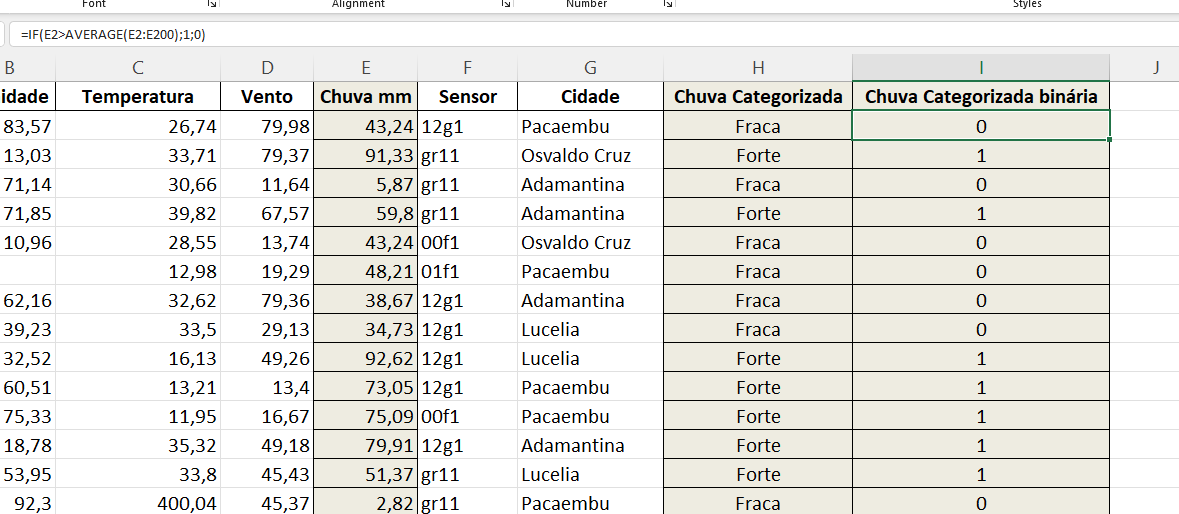 Font Alignment Number Styles
=IF(E2>AVERAGE(E2:E200);1;0)
B C D E F G H I J
idade Temperatura Vento Chuva mm Sensor Cidade Chuva Categorizada Chuva Categorizada binária
83,57 26,74 79,98 43,24 12g1 Pacaembu Fraca 0
13,03 33,71 79,37 91,33 gr11 Osvaldo Cruz Forte 1
71,14 30,66 11,64 5,87 gr11 Adamantina Fraca 0
71,85 39,82 67,57 59,8 gr11 Adamantina Forte 1
10,96 28,55 13,74 43,24 00f1 Osvaldo Cruz Fraca 0
12,98 19,29 48,21 01f1 Pacaembu Fraca 0
62,16 32,62 79,36 38,67 12g1 Adamantina Fraca 0
39,23 33,5 29,13 34,73 12g1 Lucelia Fraca 0
32,52 16,13 49,26 92,62 12g1 Lucelia Forte 1
60,51 13,21 13,4 73,05 12g1 Pacaembu Forte 1
75,33 11,95 16,67 75,09 00f1 Pacaembu Forte 1
18,78 35,32 49,18 79,91 12g1 Adamantina Forte 1
53,95 33,8 45,43 51,37 gr11 Lucelia Forte 1
92,3 400,04 45,37 2,82 gr11 Pacaembu Fraca 0